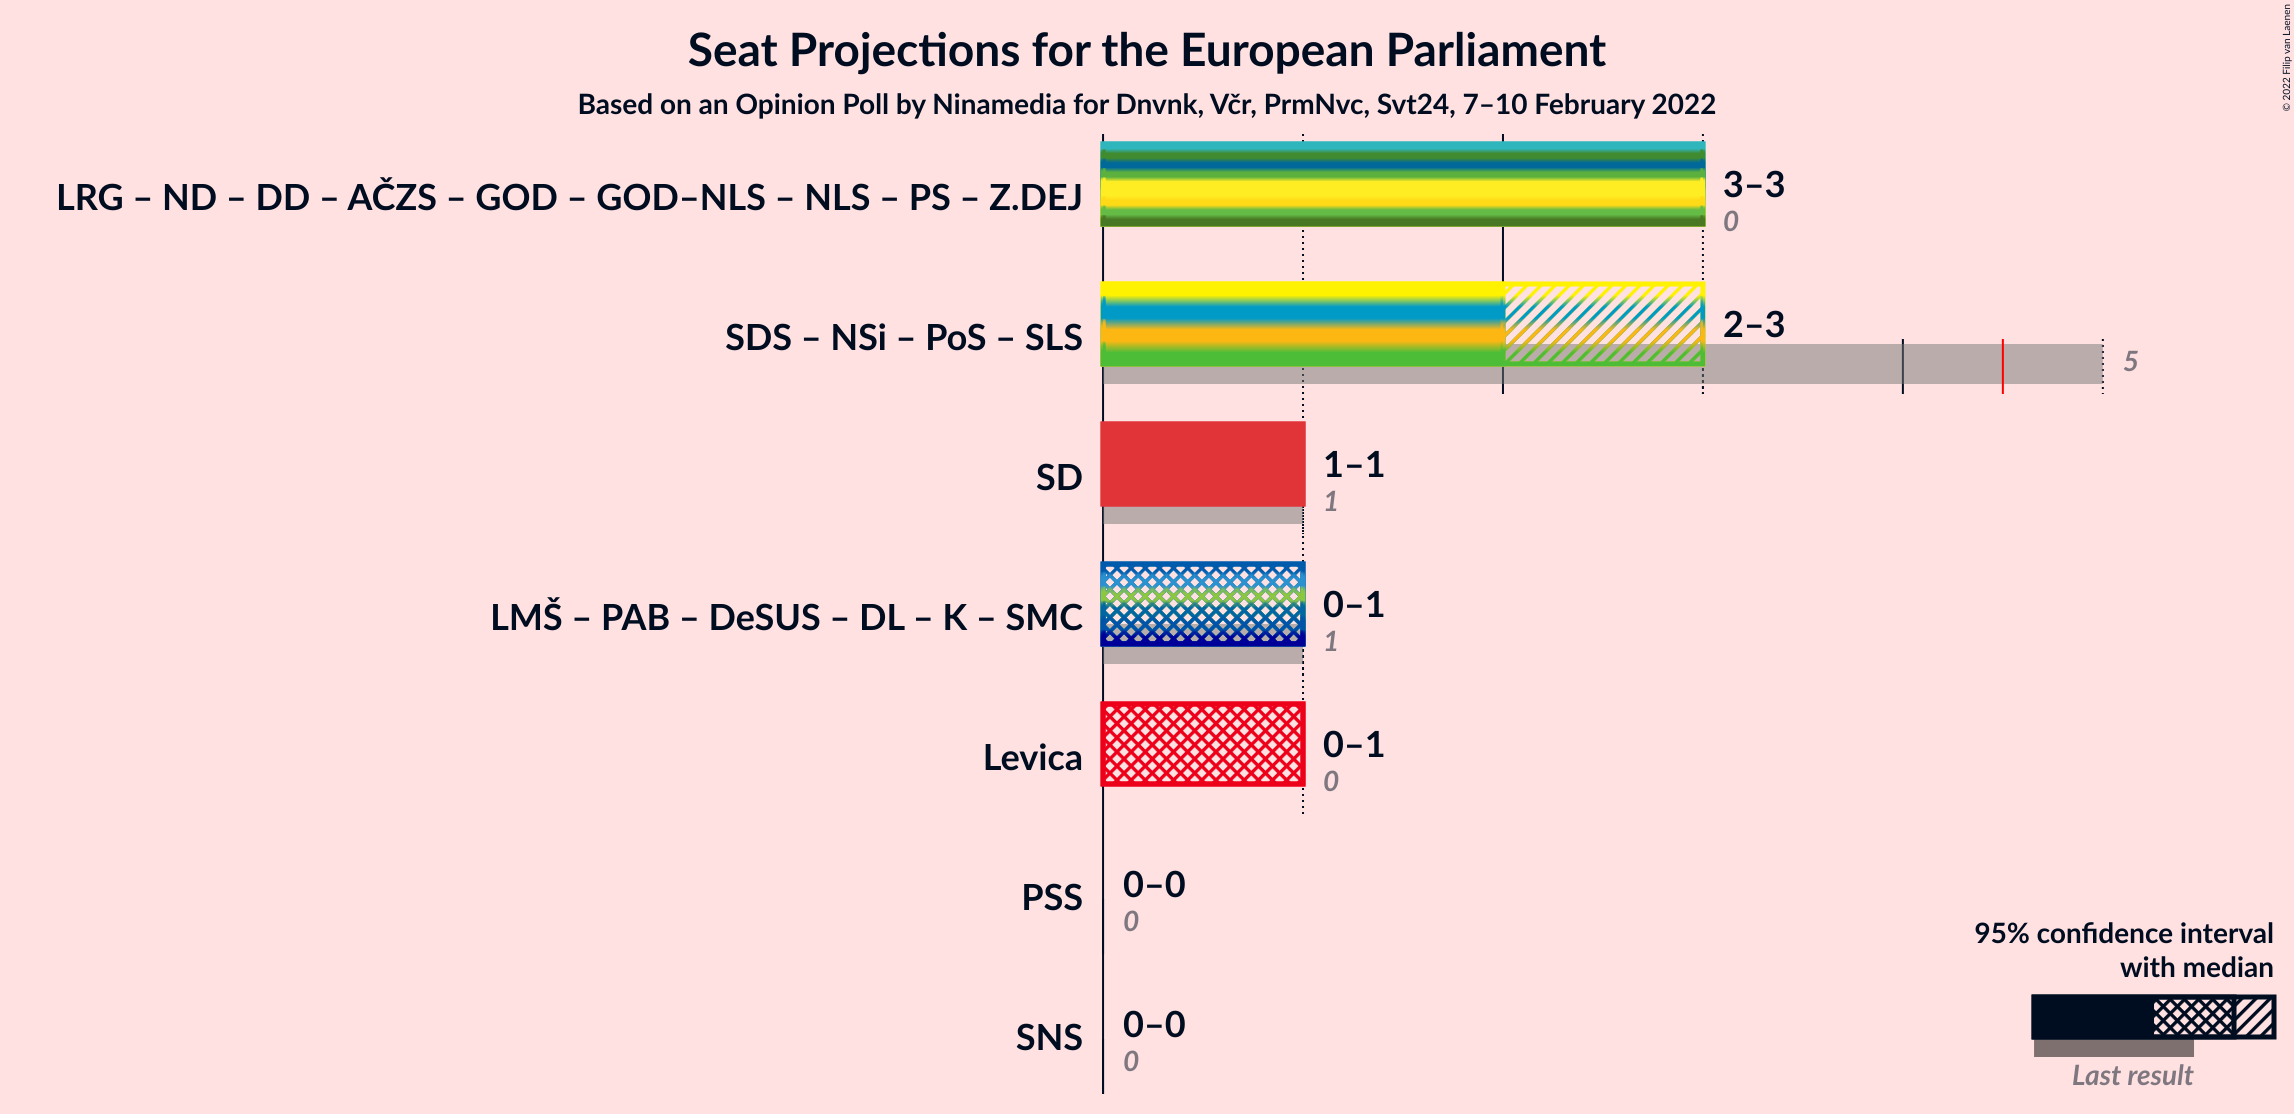 Seat Projections for the European Parliament
Based on an Opinion Poll by Ninamedia for Dnvnk, Včr, PrmNvc, Svt24, 7–10 February 2022
© 2022 Filip van Laenen
LRG – ND – DD – AČZS – GOD – GOD–NLS – NLS – PS – Z.DEJ
3–3
0
SDS – NSi – PoS – SLS
2–3
5
SD
1–1
1
LMŠ – PAB – DeSUS – DL – K – SMC
0–1
1
Levica
0–1
0
PSS
0–0
0
SNS
0–0
0
95% confidence interval
with median
Last result